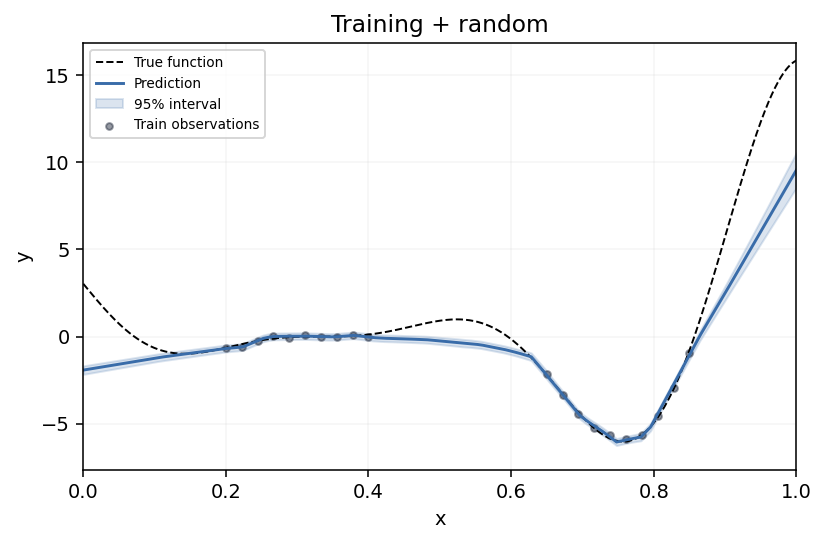 Training + random
True function
Prediction
95% interval
Train observations
15
10
5
0
−5
y
0.0 0.2 0.4 0.6 0.8 1.0
x